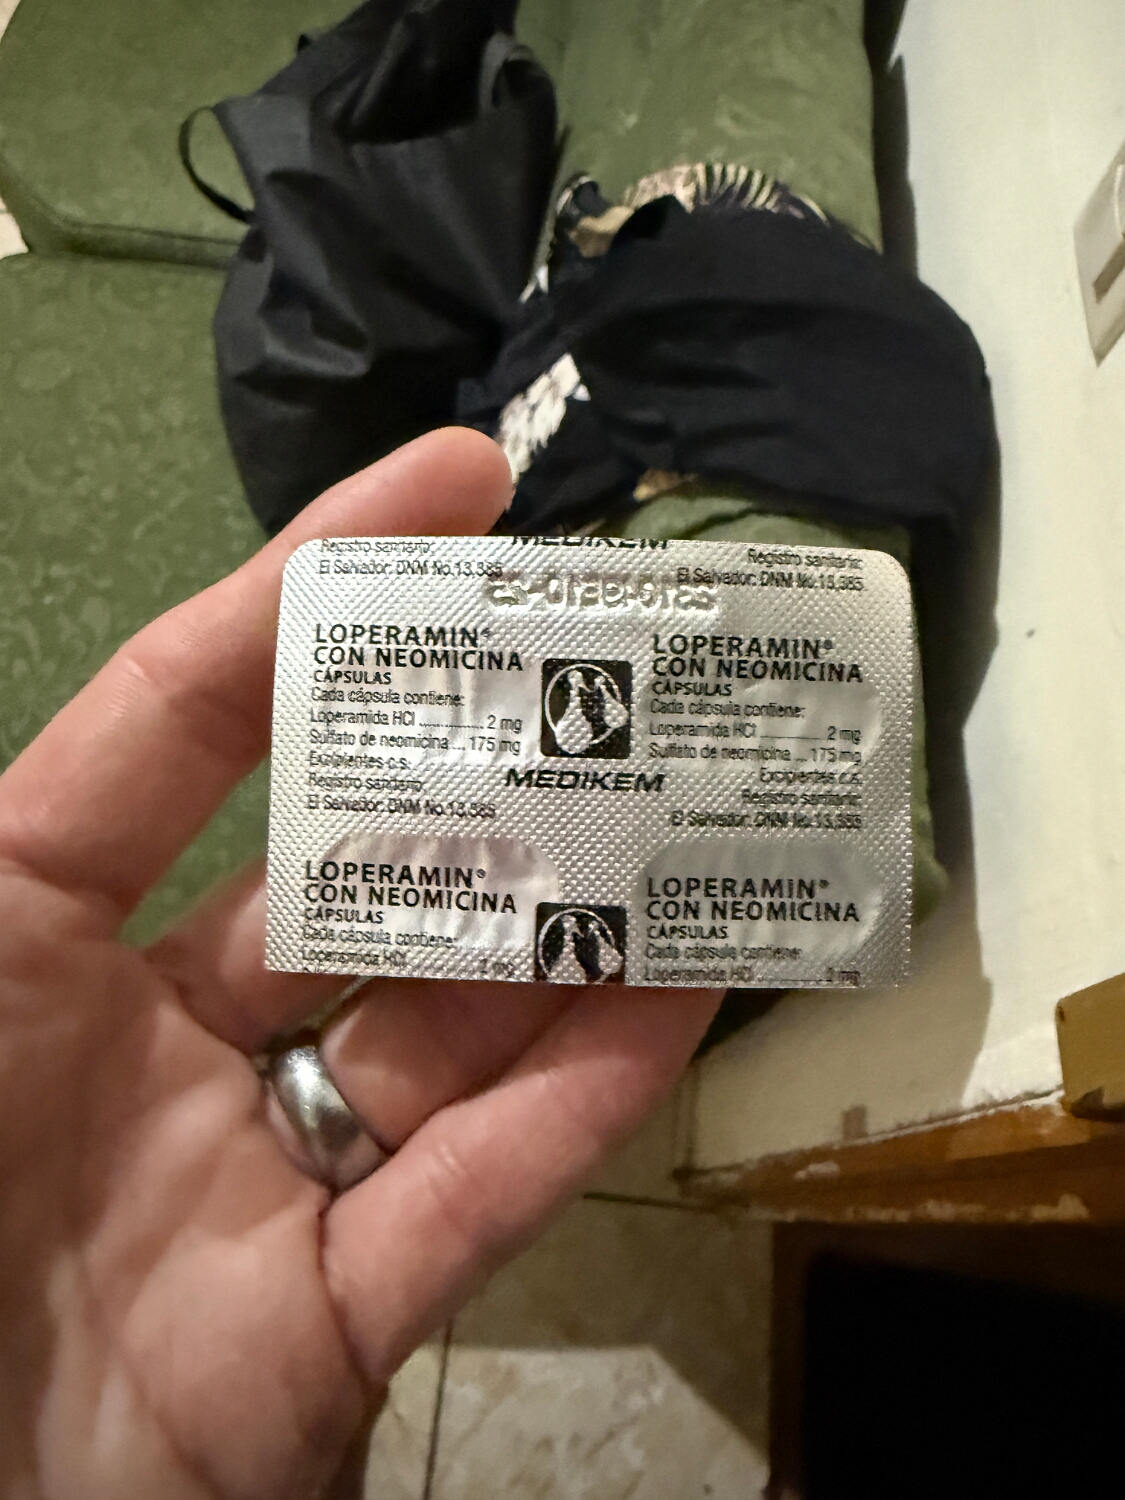 MEDIKEM
Registro sanitario:
El Salvador: DNM No.13,385
Registro sanitario:
El Salvador: DNM No.13,385
LOPERAMIN®
CON NEOMICINA
CÁPSULAS
Cada cápsula contiene:
Loperamida HCl ............... 2 mg
Sulfato de neomicina ... 175 mg
Excipientes c.s.
Registro sanitario:
El Salvador: DNM No.13,385
LOPERAMIN®
CON NEOMICINA
CÁPSULAS
Cada cápsula contiene:
Loperamida HCl ............... 2 mg
Sulfato de neomicina ... 175 mg
Excipientes c.s.
Registro sanitario:
El Salvador: DNM No.13,385
MEDIKEM
LOPERAMIN®
CON NEOMICINA
CÁPSULAS
Cada cápsula contiene:
Loperamida HCl ............... 2 mg
LOPERAMIN®
CON NEOMICINA
CÁPSULAS
Cada cápsula contiene:
Loperamida HCl ............... 2 mg